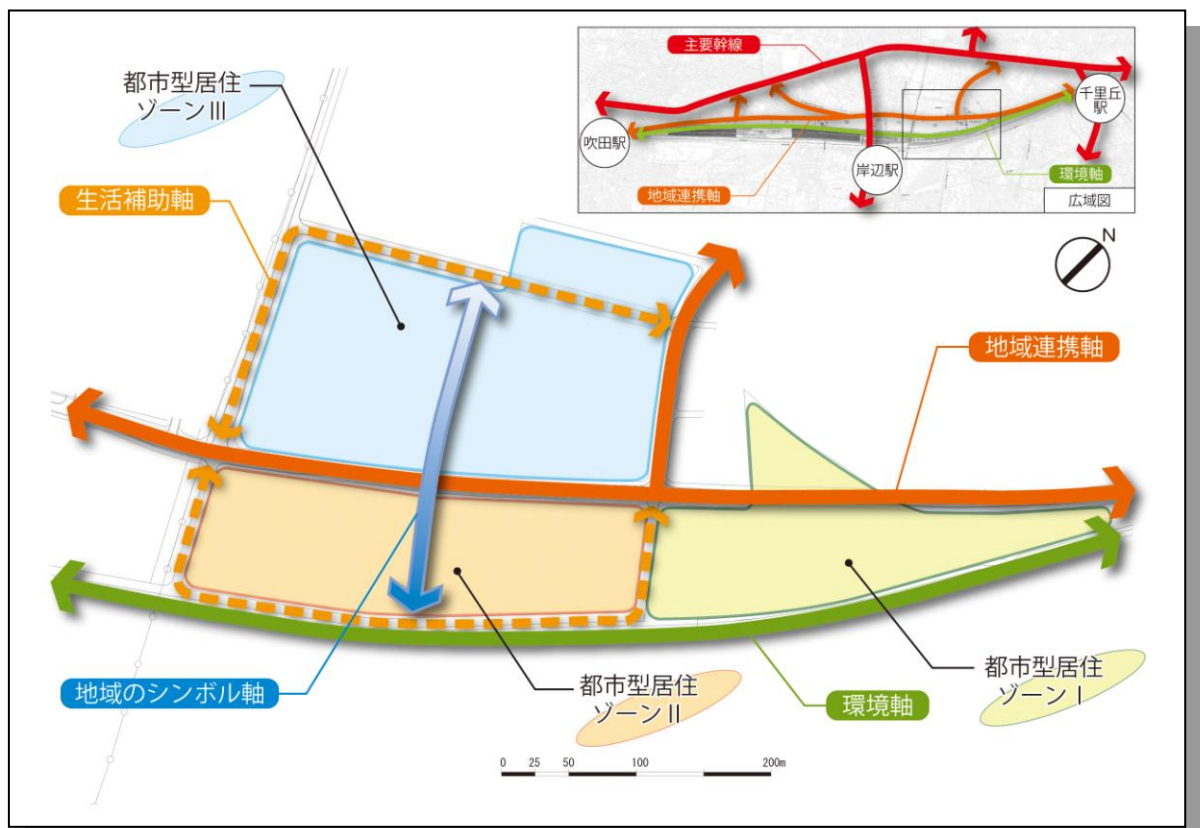 都市型居住
ゾーンⅢ
主要幹線
千里丘
駅
吹田駅
岸辺駅
地域連携軸
環境軸
広域図
生活補助軸
N
地域連携軸
地域のシンボル軸
都市型居住
ゾーンⅡ
環境軸
都市型居住
ゾーンⅠ
0 25 50 100 200m